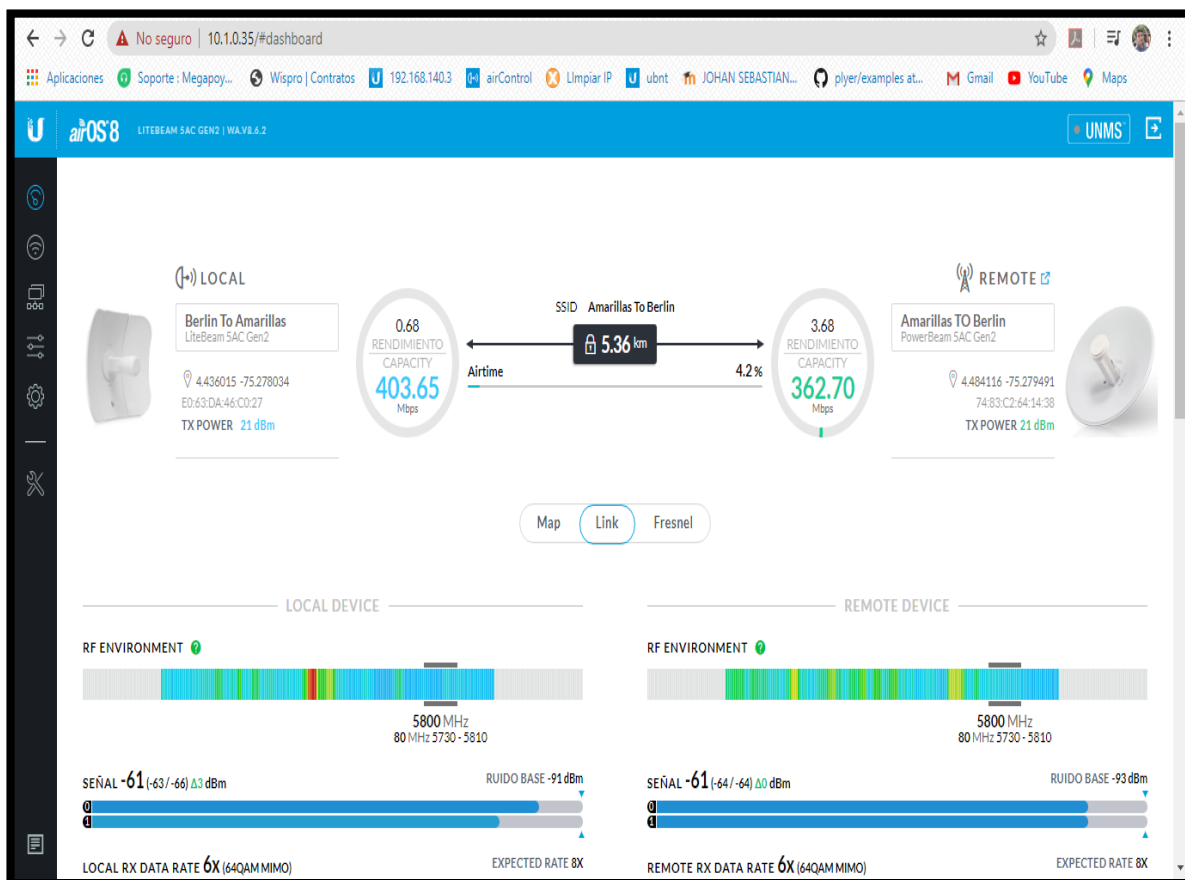 No seguro | 10.1.0.35/#dashboard
Aplicaciones Soporte : Megapoy... Wispro | Contratos 192.168.140.3 airControl LImpiar IP ubnt JOHAN SEBASTIAN... plyer/examples at... Gmail YouTube Maps
airOS 8 LITEBEAM 5AC GEN2 | WA.V8.6.2 UNMS
LOCAL
Berlin To Amarillas
LiteBeam 5AC Gen2
4.436015 -75.278034
E0:63:DA:46:C0:27
TX POWER 21 dBm
0.68
RENDIMIENTO
CAPACITY
403.65
Mbps
SSID Amarillas To Berlin
5.36 km
Airtime 4.2 %
3.68
RENDIMIENTO
CAPACITY
362.70
Mbps
REMOTE
Amarillas TO Berlin
PowerBeam 5AC Gen2
4.484116 -75.279491
74:83:C2:64:14:38
TX POWER 21 dBm
Map Link Fresnel
LOCAL DEVICE
RF ENVIRONMENT ?
5800 MHz
80 MHz 5730 - 5810
SEÑAL -61 (-63 / -66) Δ3 dBm RUIDO BASE -91 dBm
0
1
LOCAL RX DATA RATE 6X (64QAM MIMO) EXPECTED RATE 8X
REMOTE DEVICE
RF ENVIRONMENT ?
5800 MHz
80 MHz 5730 - 5810
SEÑAL -61 (-64 / -64) Δ0 dBm RUIDO BASE -93 dBm
0
1
REMOTE RX DATA RATE 6X (64QAM MIMO) EXPECTED RATE 8X